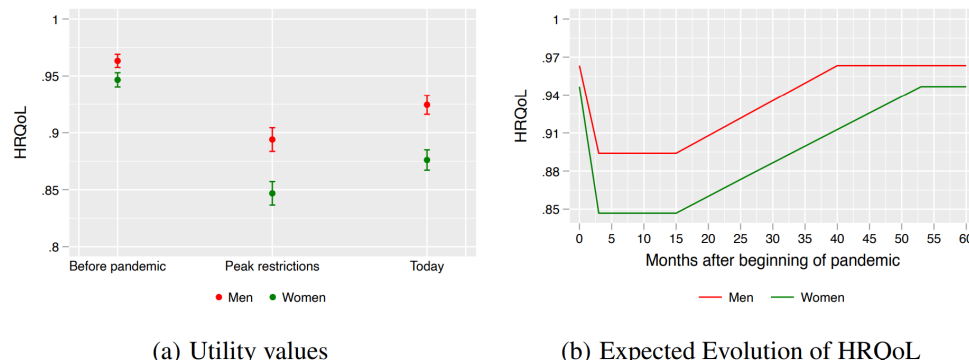 1
.95
.9
.85
.8
HRQoL
Before pandemic Peak restrictions Today
Men Women
(a) Utility values
1
.97
.94
.91
.88
.85
HRQoL
0 5 10 15 20 25 30 35 40 45 50 55 60
Months after beginning of pandemic
Men Women
(b) Expected Evolution of HRQoL